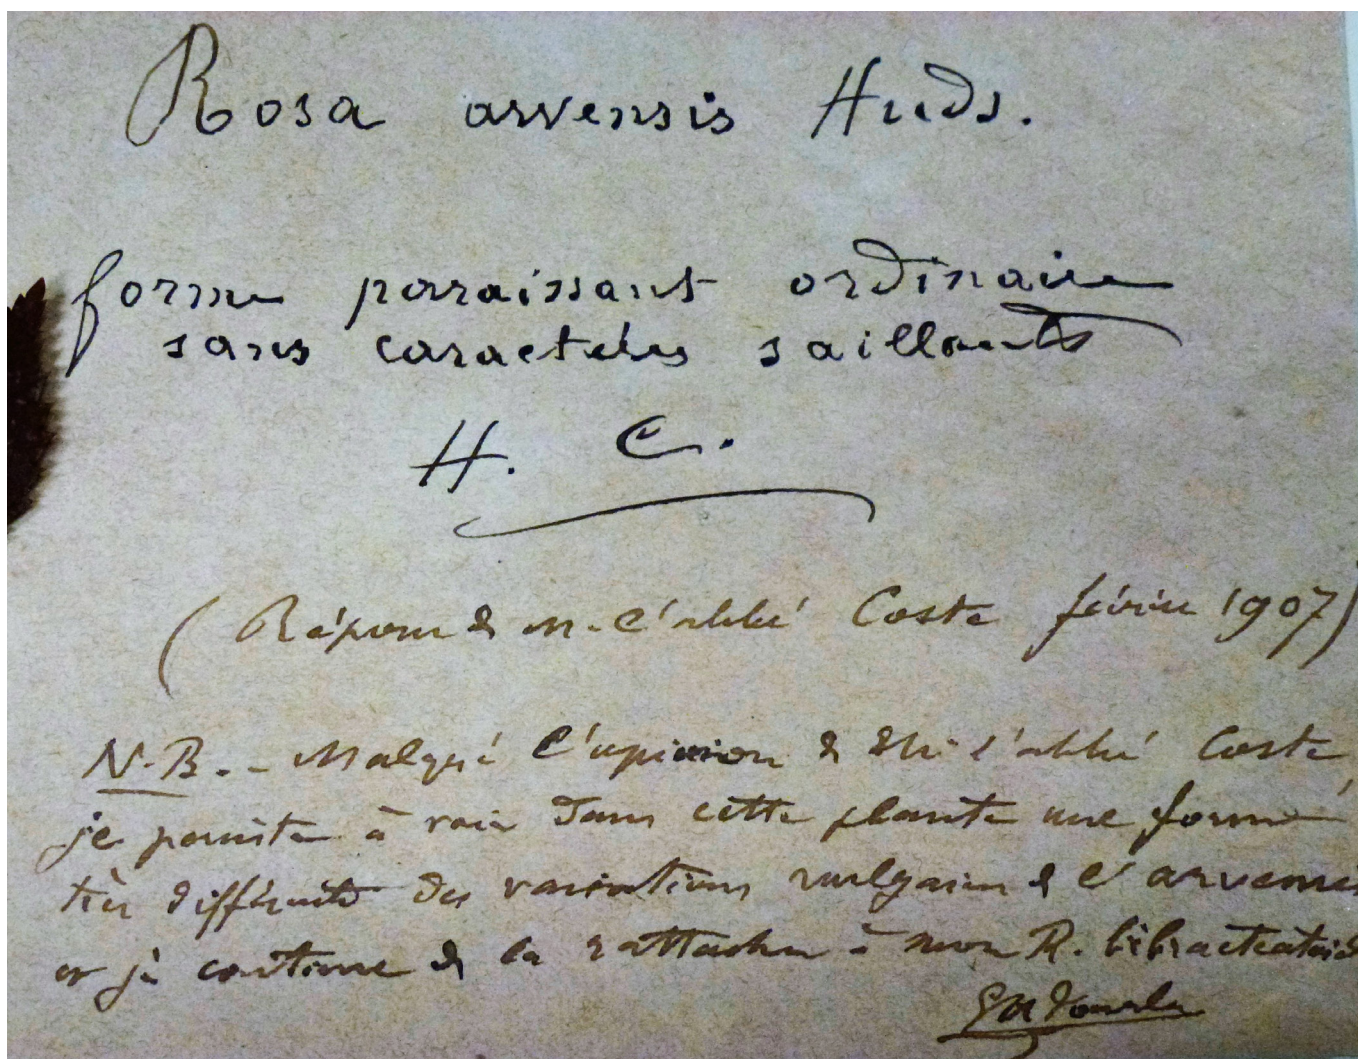 Rosa arvensis Huds.
forme paraissant ordinaire
sans caractères saillants
H. C.
(Réponse de M. l'abbé Coste février 1907)
N.B. - Malgré l'opinion de Mr l'abbé Coste,
je persiste à voir dans cette plante une forme
très différente des variations vulgaires de l'arvensis
et je continue de la rattacher à mon R. bibracteatoides